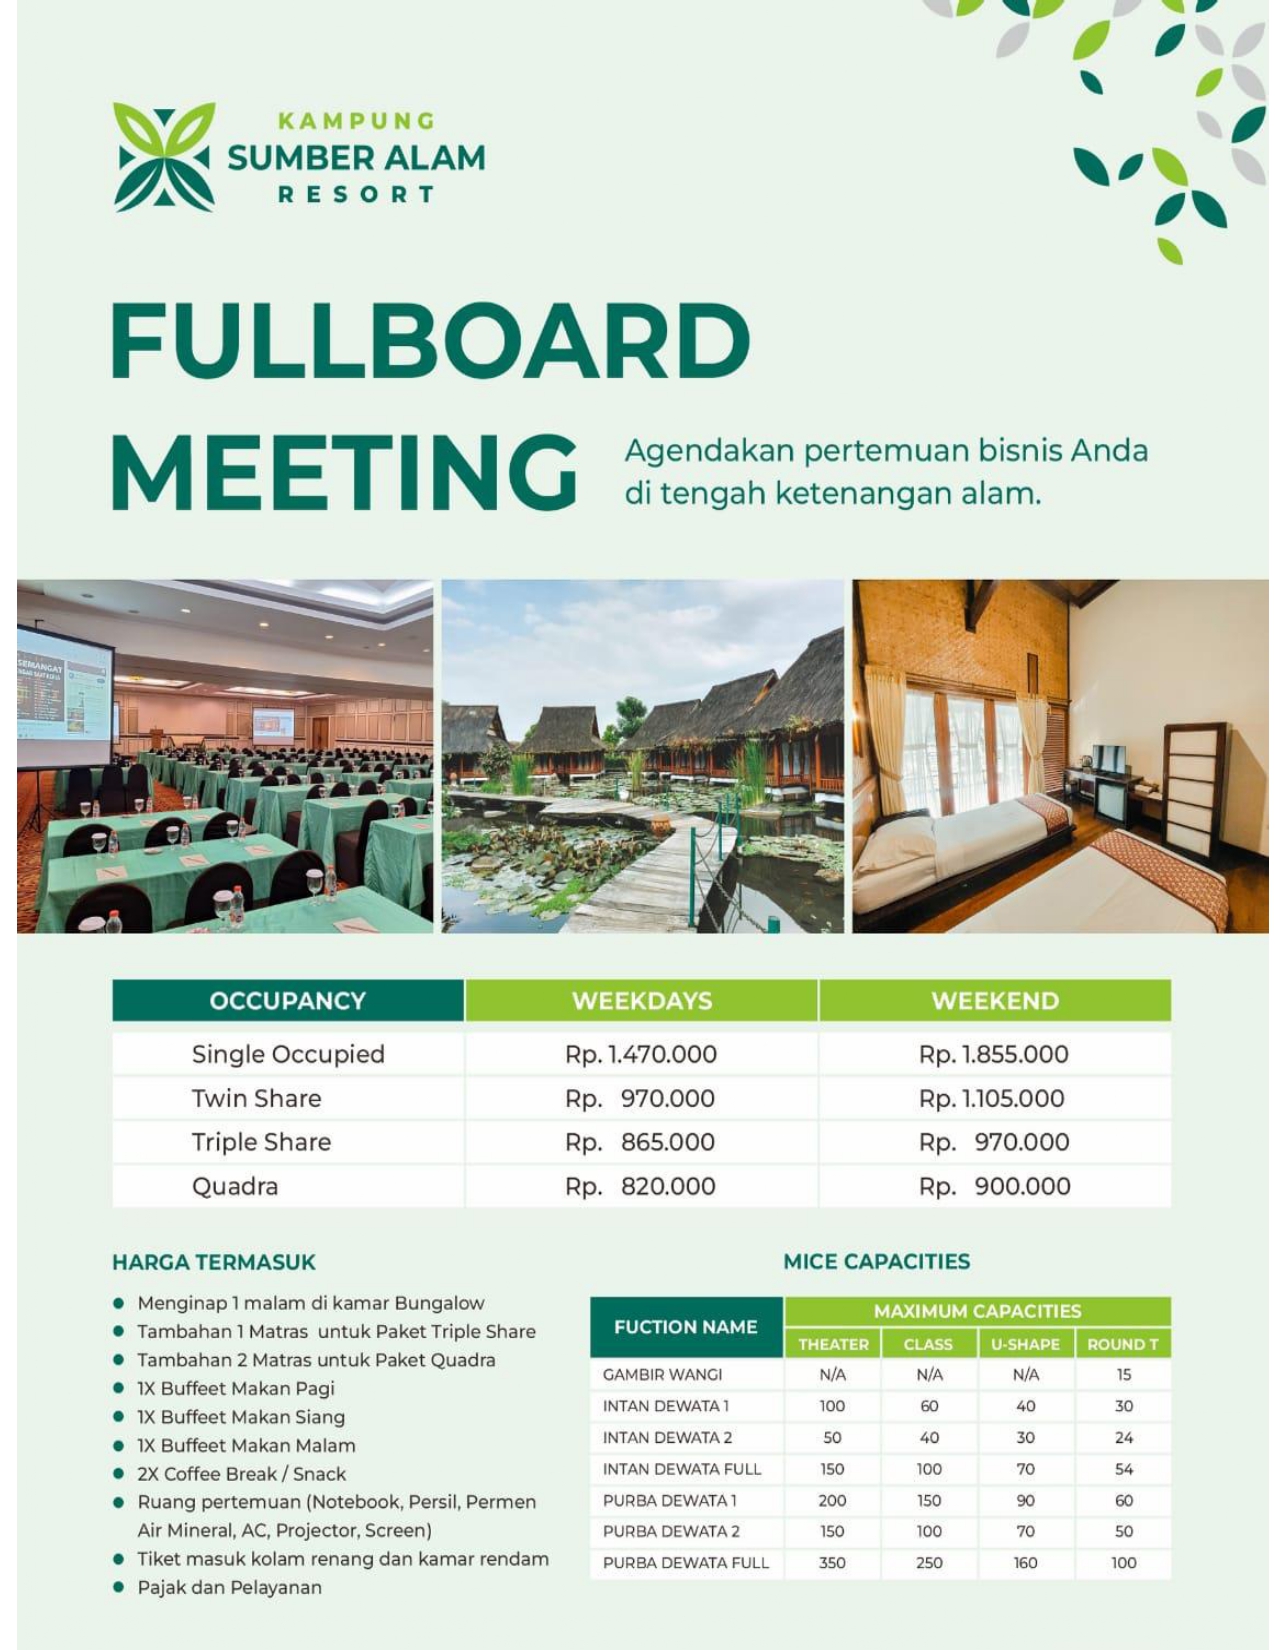 KAMPUNG
SUMBER ALAM
RESORT
FULLBOARD
MEETING
Agendakan pertemuan bisnis Anda
di tengah ketenangan alam.
SEMANGAT
OCCUPANCY WEEKDAYS WEEKEND
Single Occupied Rp. 1.470.000 Rp. 1.855.000
Twin Share Rp. 970.000 Rp. 1.105.000
Triple Share Rp. 865.000 Rp. 970.000
Quadra Rp. 820.000 Rp. 900.000
HARGA TERMASUK
Menginap 1 malam di kamar Bungalow
Tambahan 1 Matras untuk Paket Triple Share
Tambahan 2 Matras untuk Paket Quadra
1X Buffeet Makan Pagi
1X Buffeet Makan Siang
1X Buffeet Makan Malam
2X Coffee Break / Snack
Ruang pertemuan (Notebook, Persil, Permen
Air Mineral, AC, Projector, Screen)
Tiket masuk kolam renang dan kamar rendam
Pajak dan Pelayanan
MICE CAPACITIES
FUCTION NAME MAXIMUM CAPACITIES
THEATER CLASS U-SHAPE ROUND T
GAMBIR WANGI N/A N/A N/A 15
INTAN DEWATA 1 100 60 40 30
INTAN DEWATA 2 50 40 30 24
INTAN DEWATA FULL 150 100 70 54
PURBA DEWATA 1 200 150 90 60
PURBA DEWATA 2 150 100 70 50
PURBA DEWATA FULL 350 250 160 100